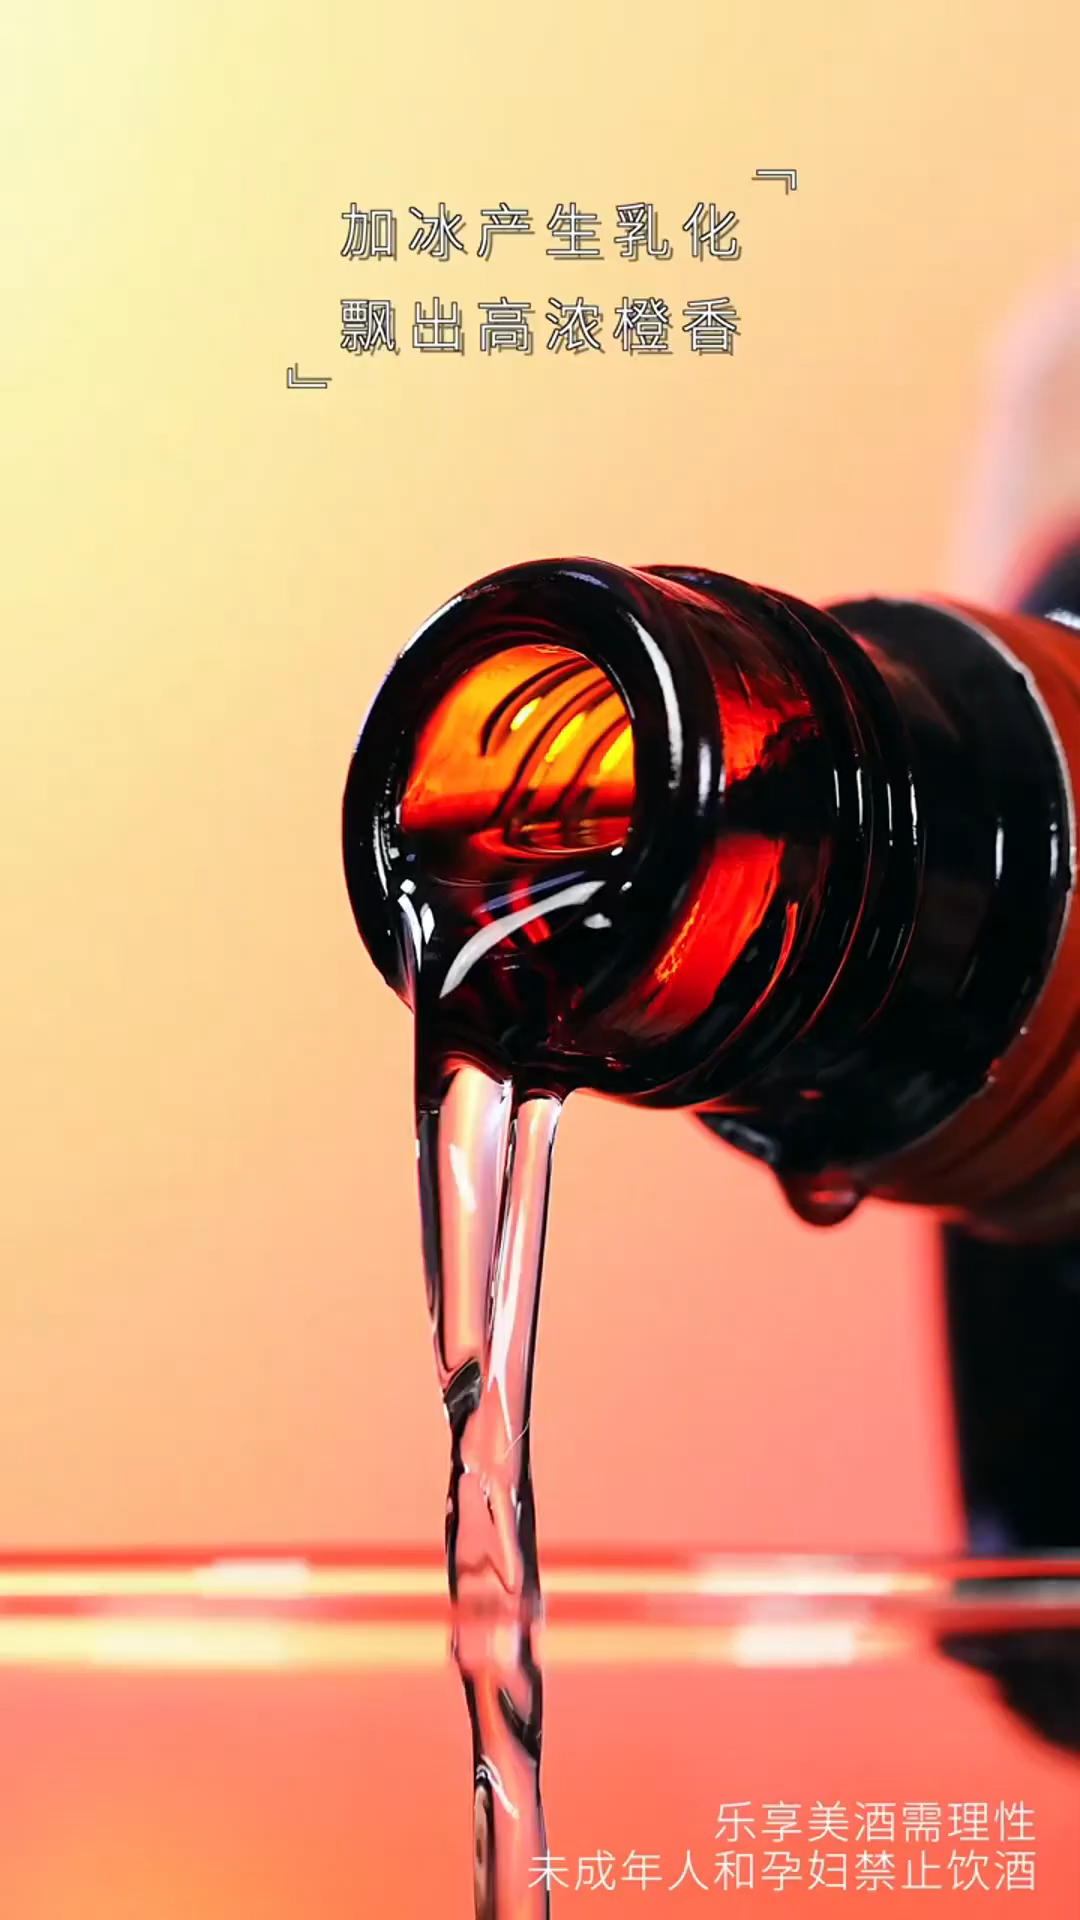 加冰产生乳化
飘出高浓橙香
乐享美酒需理性
未成年人和孕妇禁止饮酒